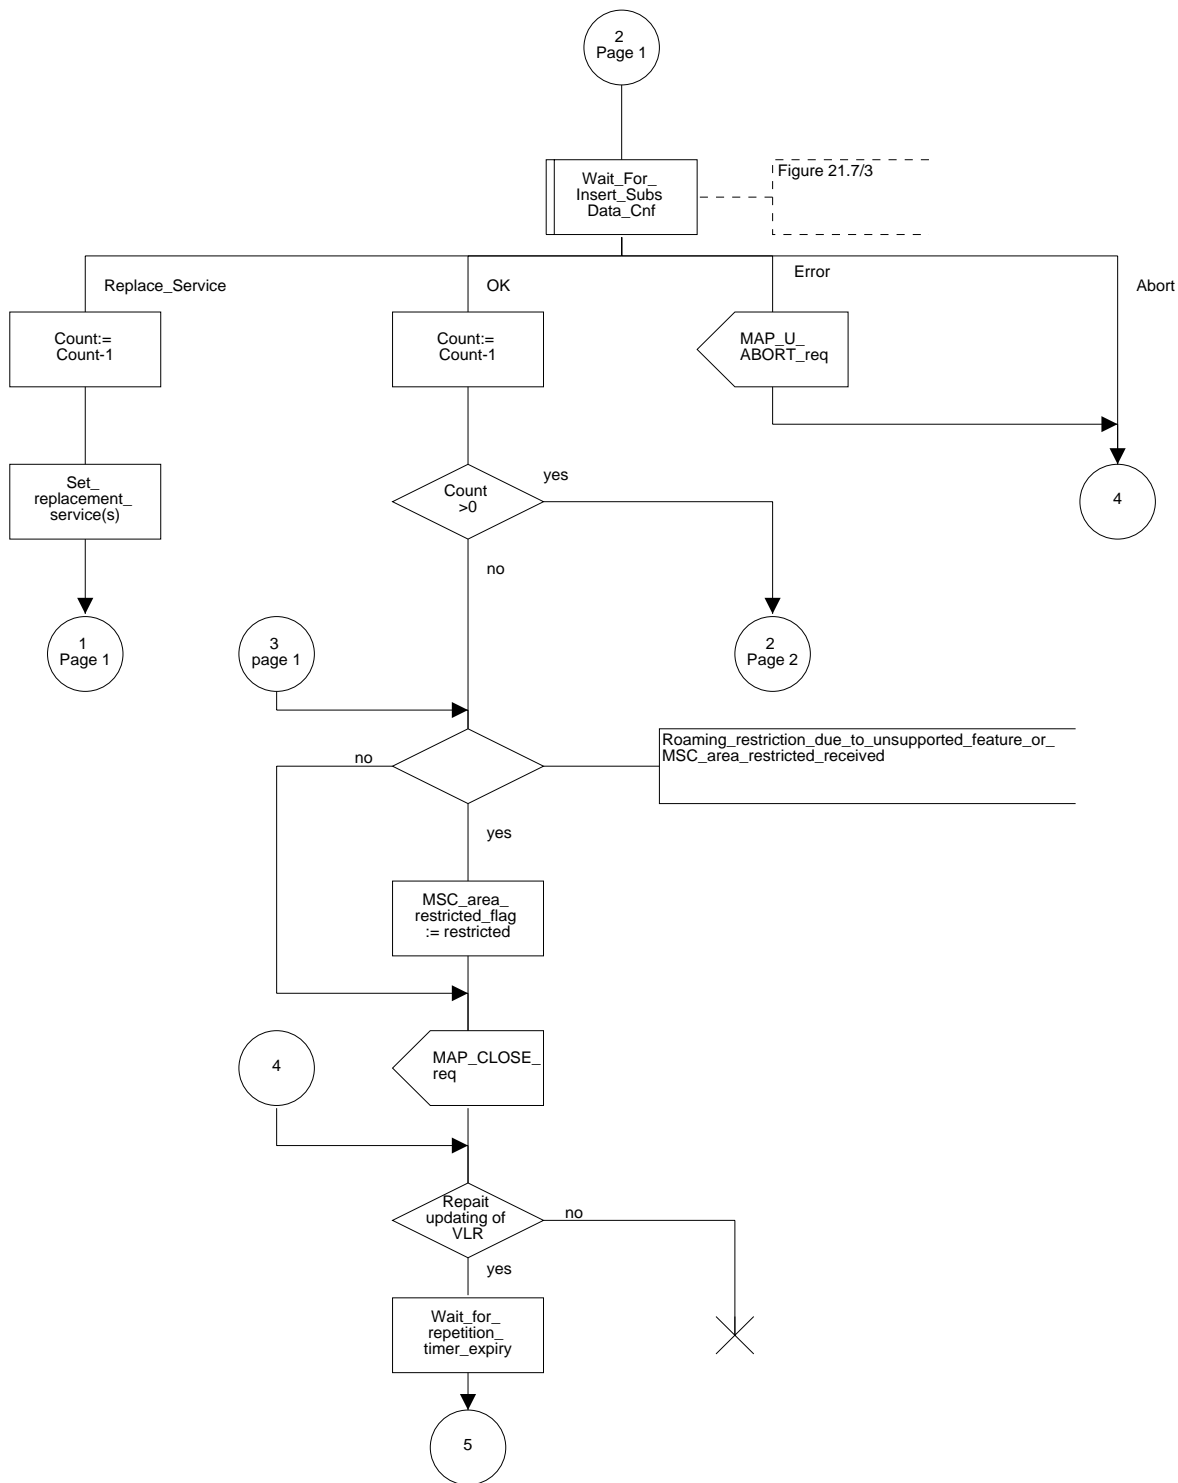 2
Page 1
Wait_For_
Insert_Subs
Data_Cnf
Figure 21.7/3
Replace_Service
OK
Error
Abort
Count:=
Count-1
Count:=
Count-1
MAP_U_
ABORT_req
Set_
replacement_
service(s)
Count
>0
yes
4
no
1
Page 1
3
page 1
2
Page 2
no
Roaming_restriction_due_to_unsupported_feature_or_
MSC_area_restricted_received
yes
MSC_area_
restricted_flag
:= restricted
4
MAP_CLOSE_
req
Repait
updating of
VLR
no
yes
Wait_for_
repetition_
timer_expiry
5